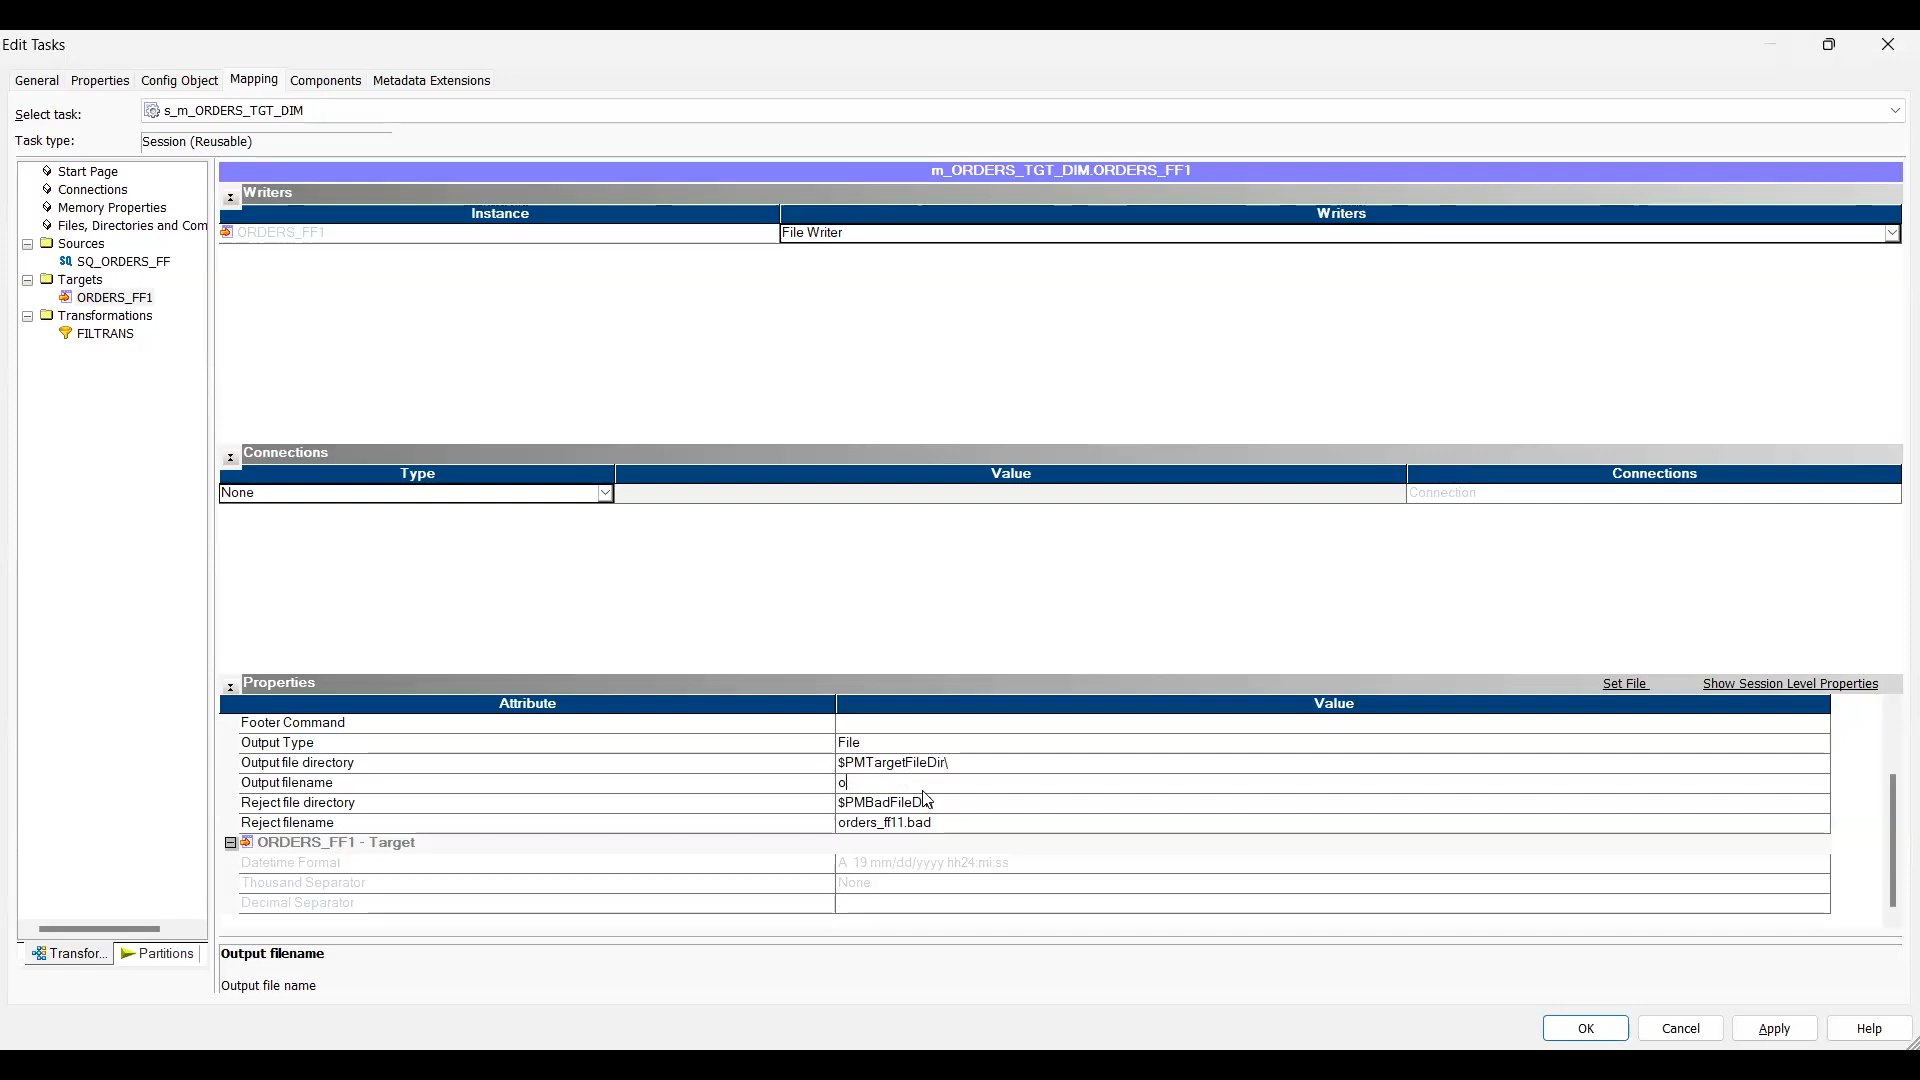 Edit Tasks
General Properties Config Object Mapping Components Metadata Extensions
Select task: s_m_ORDERS_TGT_DIM
Task type: Session (Reusable)
Start Page
Connections
Memory Properties
Files, Directories and Com
Sources
SQ SQ_ORDERS_FF
Targets
ORDERS_FF1
Transformations
FILTRANS
Transfor... Partitions
m_ORDERS_TGT_DIM.ORDERS_FF1
Writers
Instance Writers
ORDERS_FF1 File Writer
Connections
Type Value Connections
None Connection
Properties Set File Show Session Level Properties
Attribute Value
Footer Command
Output Type File
Output file directory $PMTargetFileDir\
Output filename o
Reject file directory $PMBadFileD
Reject filename orders_ff11.bad
ORDERS_FF1 - Target
Datetime Format A 19 mm/dd/yyyy hh24:mi:ss
Thousand Separator None
Decimal Separator .
Output filename
Output file name
OK Cancel Apply Help